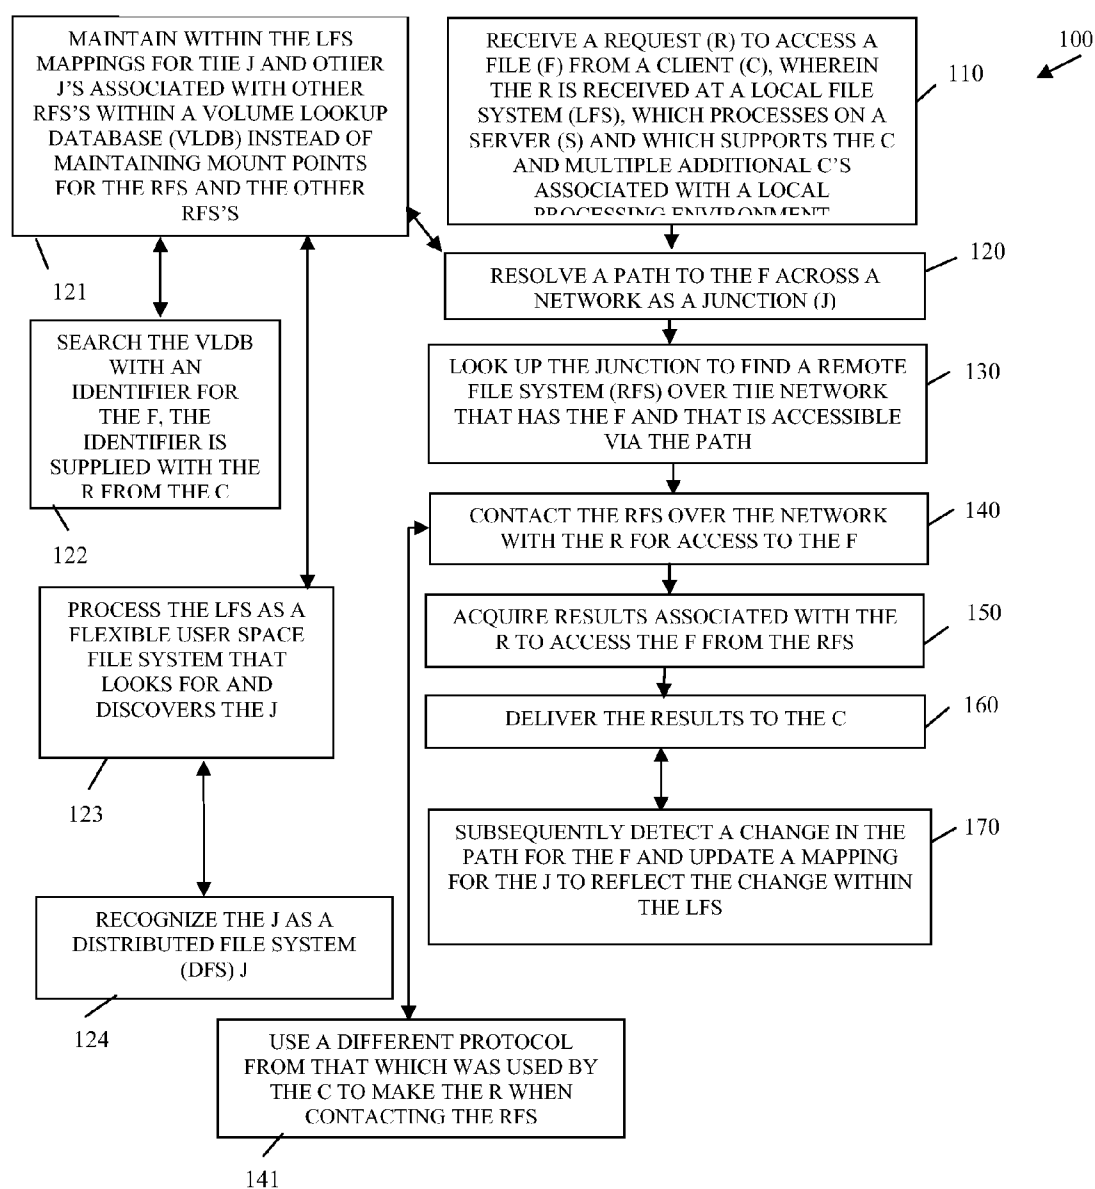 MAINTAIN WITHIN THE LFS
MAPPINGS FOR THE J AND OTHER
J'S ASSOCIATED WITH OTHER
RFS'S WITHIN A VOLUME LOOKUP
DATABASE (VLDB) INSTEAD OF
MAINTAINING MOUNT POINTS
FOR THE RFS AND THE OTHER
RFS'S
121
RECEIVE A REQUEST (R) TO ACCESS A
FILE (F) FROM A CLIENT (C), WHEREIN
THE R IS RECEIVED AT A LOCAL FILE
SYSTEM (LFS), WHICH PROCESSES ON A
SERVER (S) AND WHICH SUPPORTS THE C
AND MULTIPLE ADDITIONAL C'S
ASSOCIATED WITH A LOCAL
PROCESSING ENVIRONMENT
110
100
RESOLVE A PATH TO THE F ACROSS A
NETWORK AS A JUNCTION (J)
120
SEARCH THE VLDB
WITH AN
IDENTIFIER FOR
THE F, THE
IDENTIFIER IS
SUPPLIED WITH THE
R FROM THE C
122
LOOK UP THE JUNCTION TO FIND A REMOTE
FILE SYSTEM (RFS) OVER THE NETWORK
THAT HAS THE F AND THAT IS ACCESSIBLE
VIA THE PATH
130
CONTACT THE RFS OVER THE NETWORK
WITH THE R FOR ACCESS TO THE F
140
PROCESS THE LFS AS A
FLEXIBLE USER SPACE
FILE SYSTEM THAT
LOOKS FOR AND
DISCOVERS THE J
123
ACQUIRE RESULTS ASSOCIATED WITH THE
R TO ACCESS THE F FROM THE RFS
150
DELIVER THE RESULTS TO THE C
160
SUBSEQUENTLY DETECT A CHANGE IN THE
PATH FOR THE F AND UPDATE A MAPPING
FOR THE J TO REFLECT THE CHANGE WITHIN
THE LFS
170
RECOGNIZE THE J AS A
DISTRIBUTED FILE SYSTEM
(DFS) J
124
USE A DIFFERENT PROTOCOL
FROM THAT WHICH WAS USED BY
THE C TO MAKE THE R WHEN
CONTACTING THE RFS
141